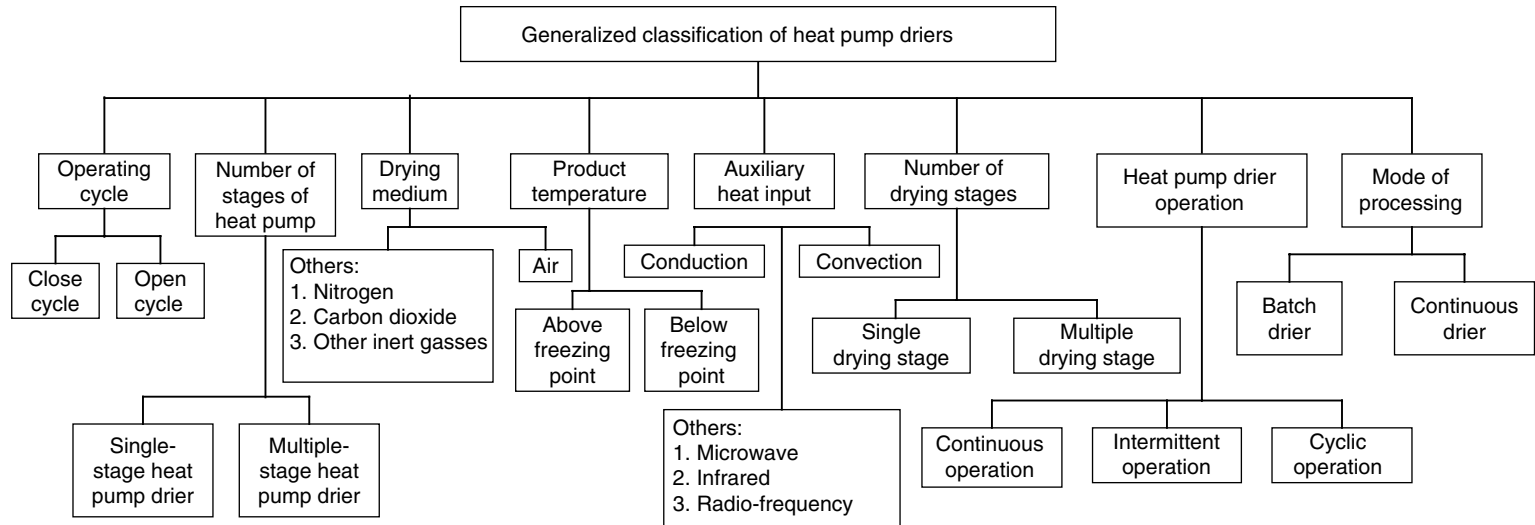 Generalized classification of heat pump driers
Operating
cycle
Number of
stages of
heat pump
Drying
medium
Product
temperature
Auxiliary
heat input
Number of
drying stages
Heat pump drier
operation
Mode of
processing
Close
cycle
Open
cycle
Others:
1. Nitrogen
2. Carbon dioxide
3. Other inert gasses
Air
Conduction
Convection
Above
freezing
point
Below
freezing
point
Single
drying stage
Multiple
drying stage
Batch
drier
Continuous
drier
Single-
stage heat
pump drier
Multiple-
stage heat
pump drier
Others:
1. Microwave
2. Infrared
3. Radio-frequency
Continuous
operation
Intermittent
operation
Cyclic
operation